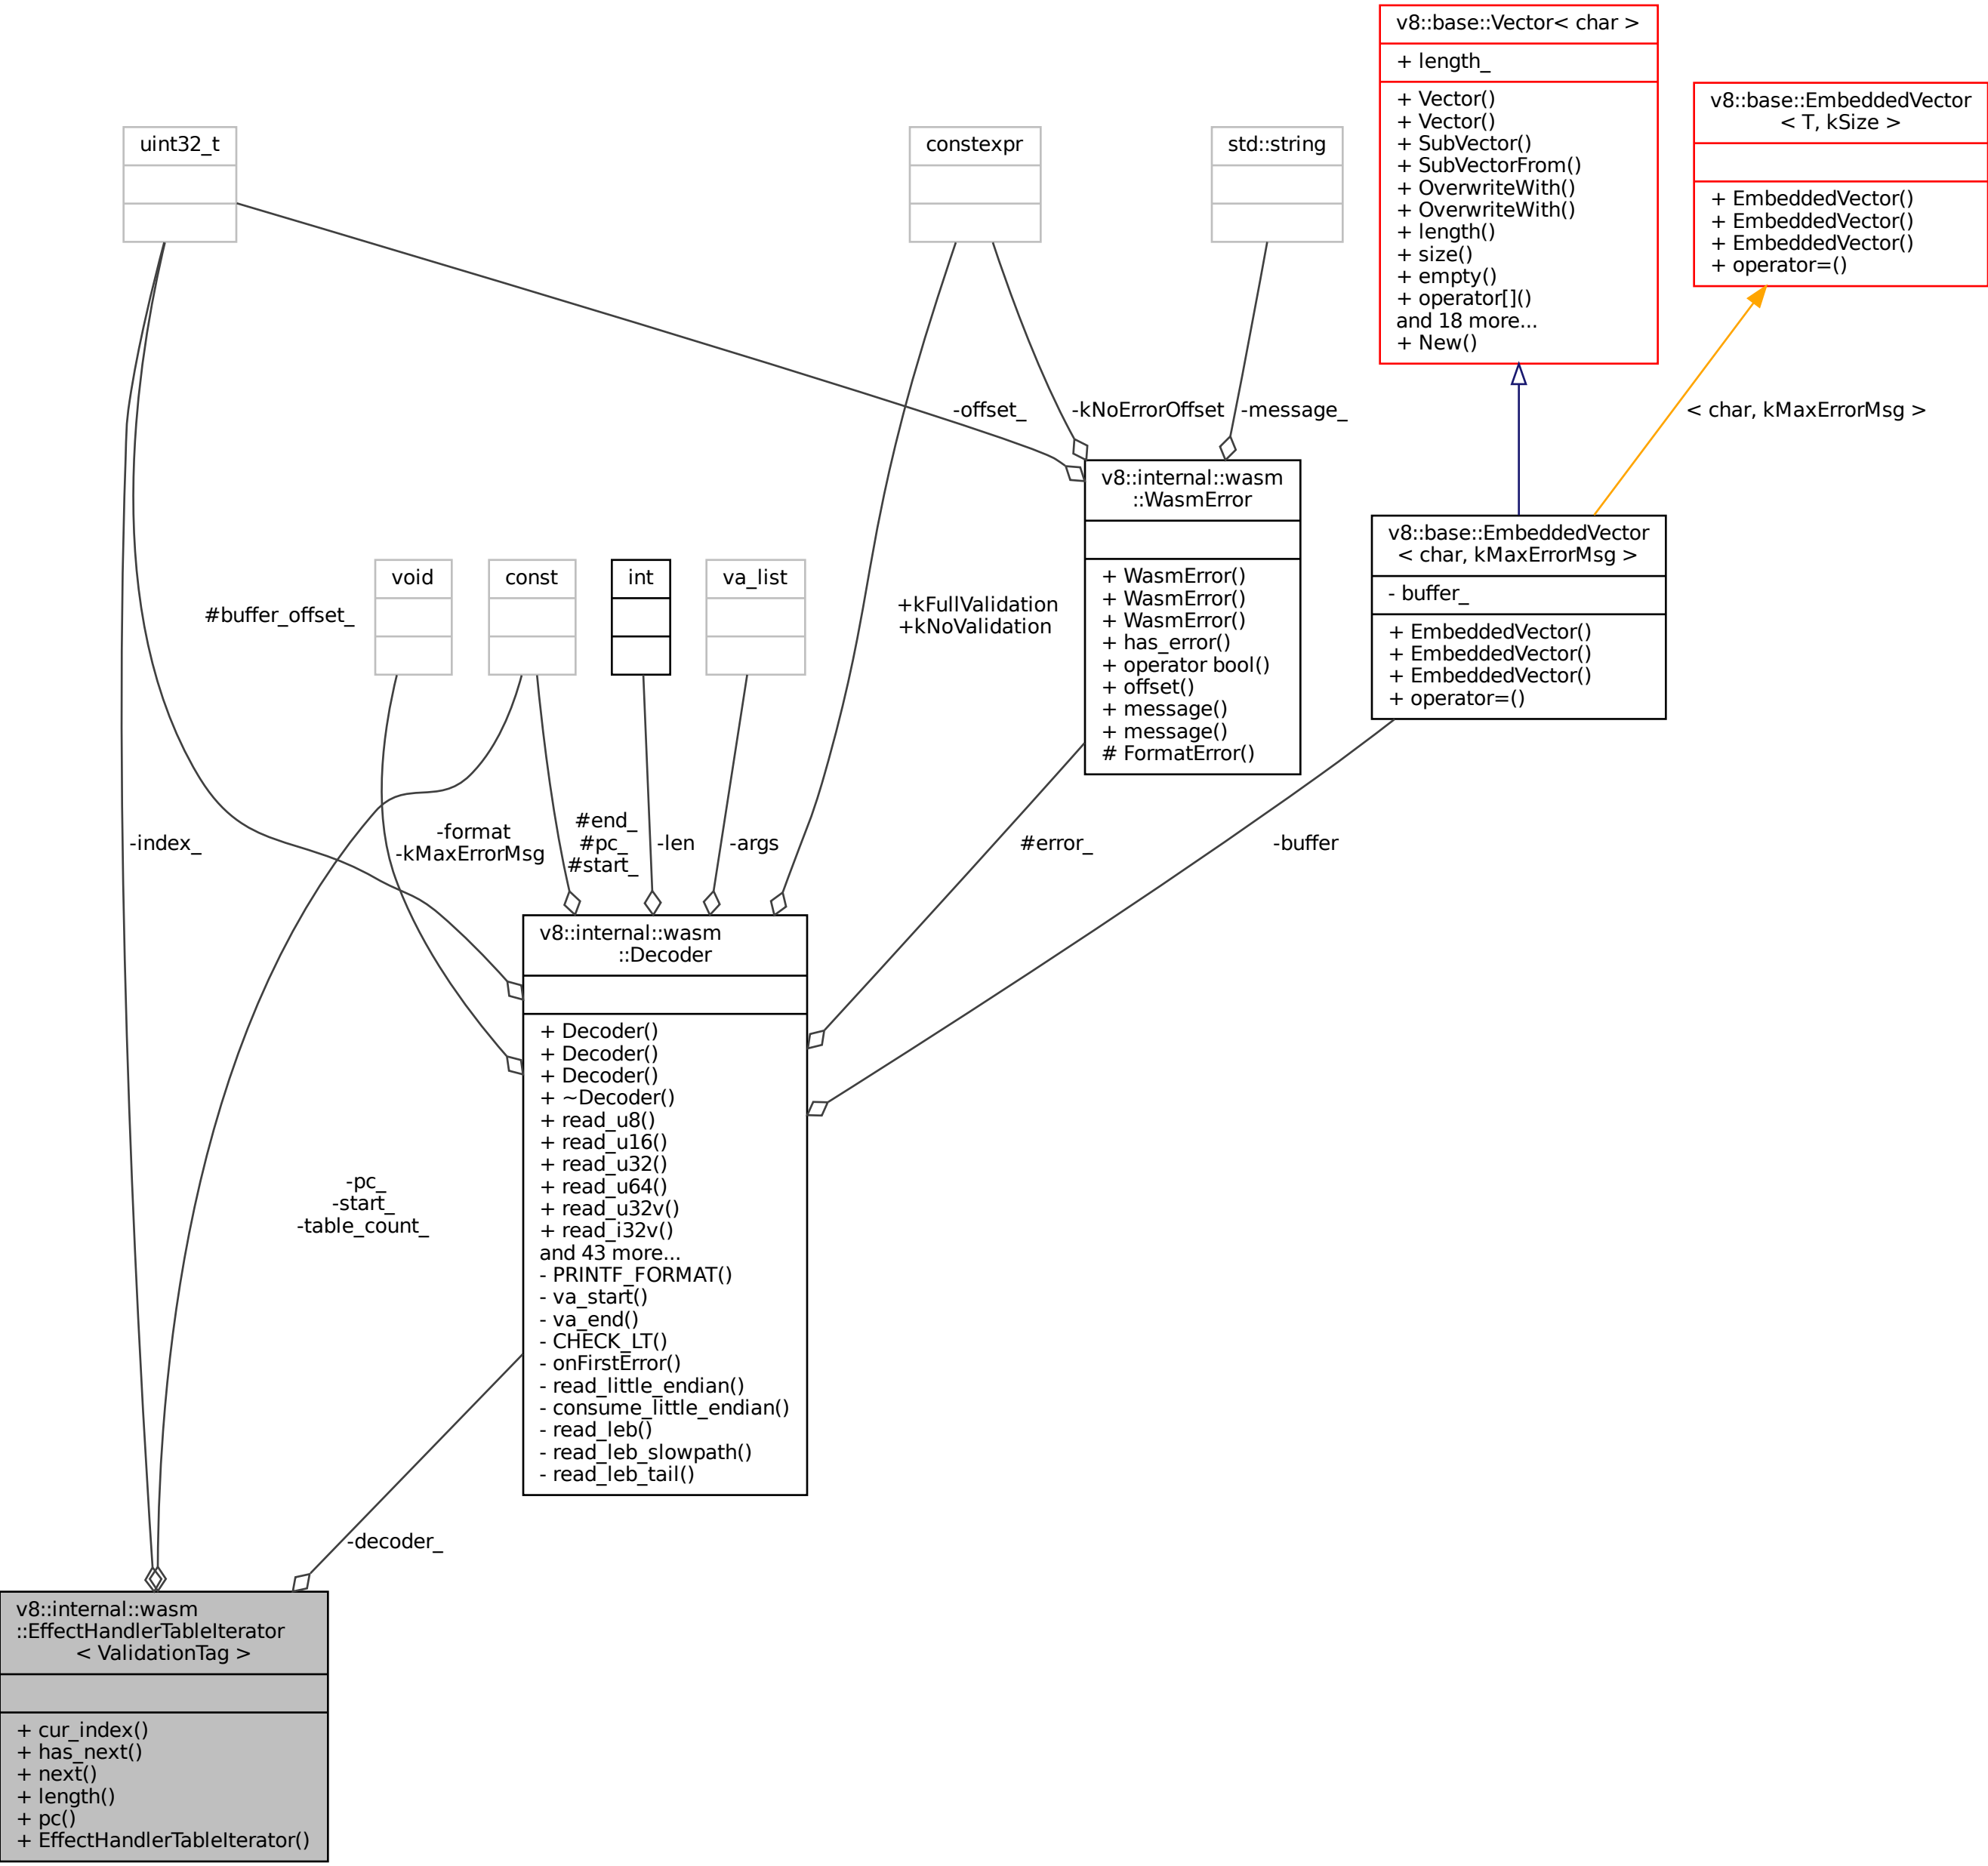 v8::base::Vector< char >
+ length_
+ Vector()
+ Vector()
+ SubVector()
+ SubVectorFrom()
+ OverwriteWith()
+ OverwriteWith()
+ length()
+ size()
+ empty()
+ operator[]()
and 18 more...
+ New()
v8::base::EmbeddedVector
< T, kSize >
+ EmbeddedVector()
+ EmbeddedVector()
+ EmbeddedVector()
+ operator=()
uint32_t
constexpr
std::string
-offset_
-kNoErrorOffset
-message_
< char, kMaxErrorMsg >
v8::internal::wasm
::WasmError
+ WasmError()
+ WasmError()
+ WasmError()
+ has_error()
+ operator bool()
+ offset()
+ message()
+ message()
# FormatError()
v8::base::EmbeddedVector
< char, kMaxErrorMsg >
- buffer_
+ EmbeddedVector()
+ EmbeddedVector()
+ EmbeddedVector()
+ operator=()
#buffer_offset_
void
const
int
va_list
+kFullValidation
+kNoValidation
-index_
-format
-kMaxErrorMsg
#end_
#pc_
#start_
-len
-args
#error_
-buffer
v8::internal::wasm
::Decoder
+ Decoder()
+ Decoder()
+ Decoder()
+ ~Decoder()
+ read_u8()
+ read_u16()
+ read_u32()
+ read_u64()
+ read_u32v()
+ read_i32v()
and 43 more...
- PRINTF_FORMAT()
- va_start()
- va_end()
- CHECK_LT()
- onFirstError()
- read_little_endian()
- consume_little_endian()
- read_leb()
- read_leb_slowpath()
- read_leb_tail()
-pc_
-start_
-table_count_
-decoder_
v8::internal::wasm
::EffectHandlerTableIterator
< ValidationTag >
+ cur_index()
+ has_next()
+ next()
+ length()
+ pc()
+ EffectHandlerTableIterator()